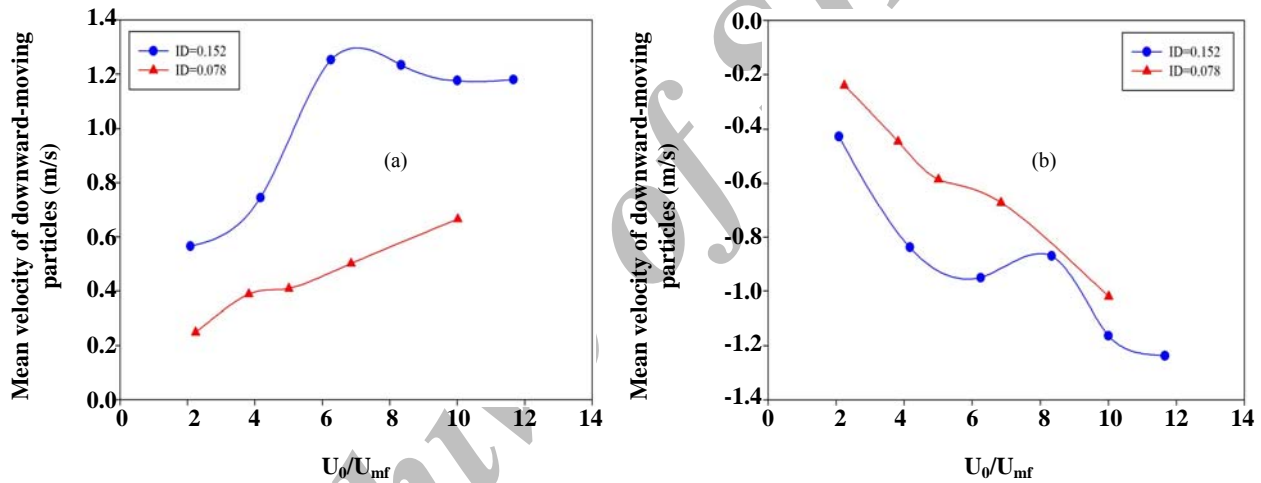 Mean velocity of downward-moving
particles (m/s)
1.4
1.2
1.0
0.8
0.6
0.4
0.2
0.0
ID=0.152
ID=0.078
(a)
0 2 4 6 8 10 12 14
U0/Umf
Mean velocity of downward-moving
particles (m/s)
-0.0
-0.2
-0.4
-0.6
-0.8
-1.0
-1.2
-1.4
ID=0.152
ID=0.078
(b)
0 2 4 6 8 10 12 14
U0/Umf
of